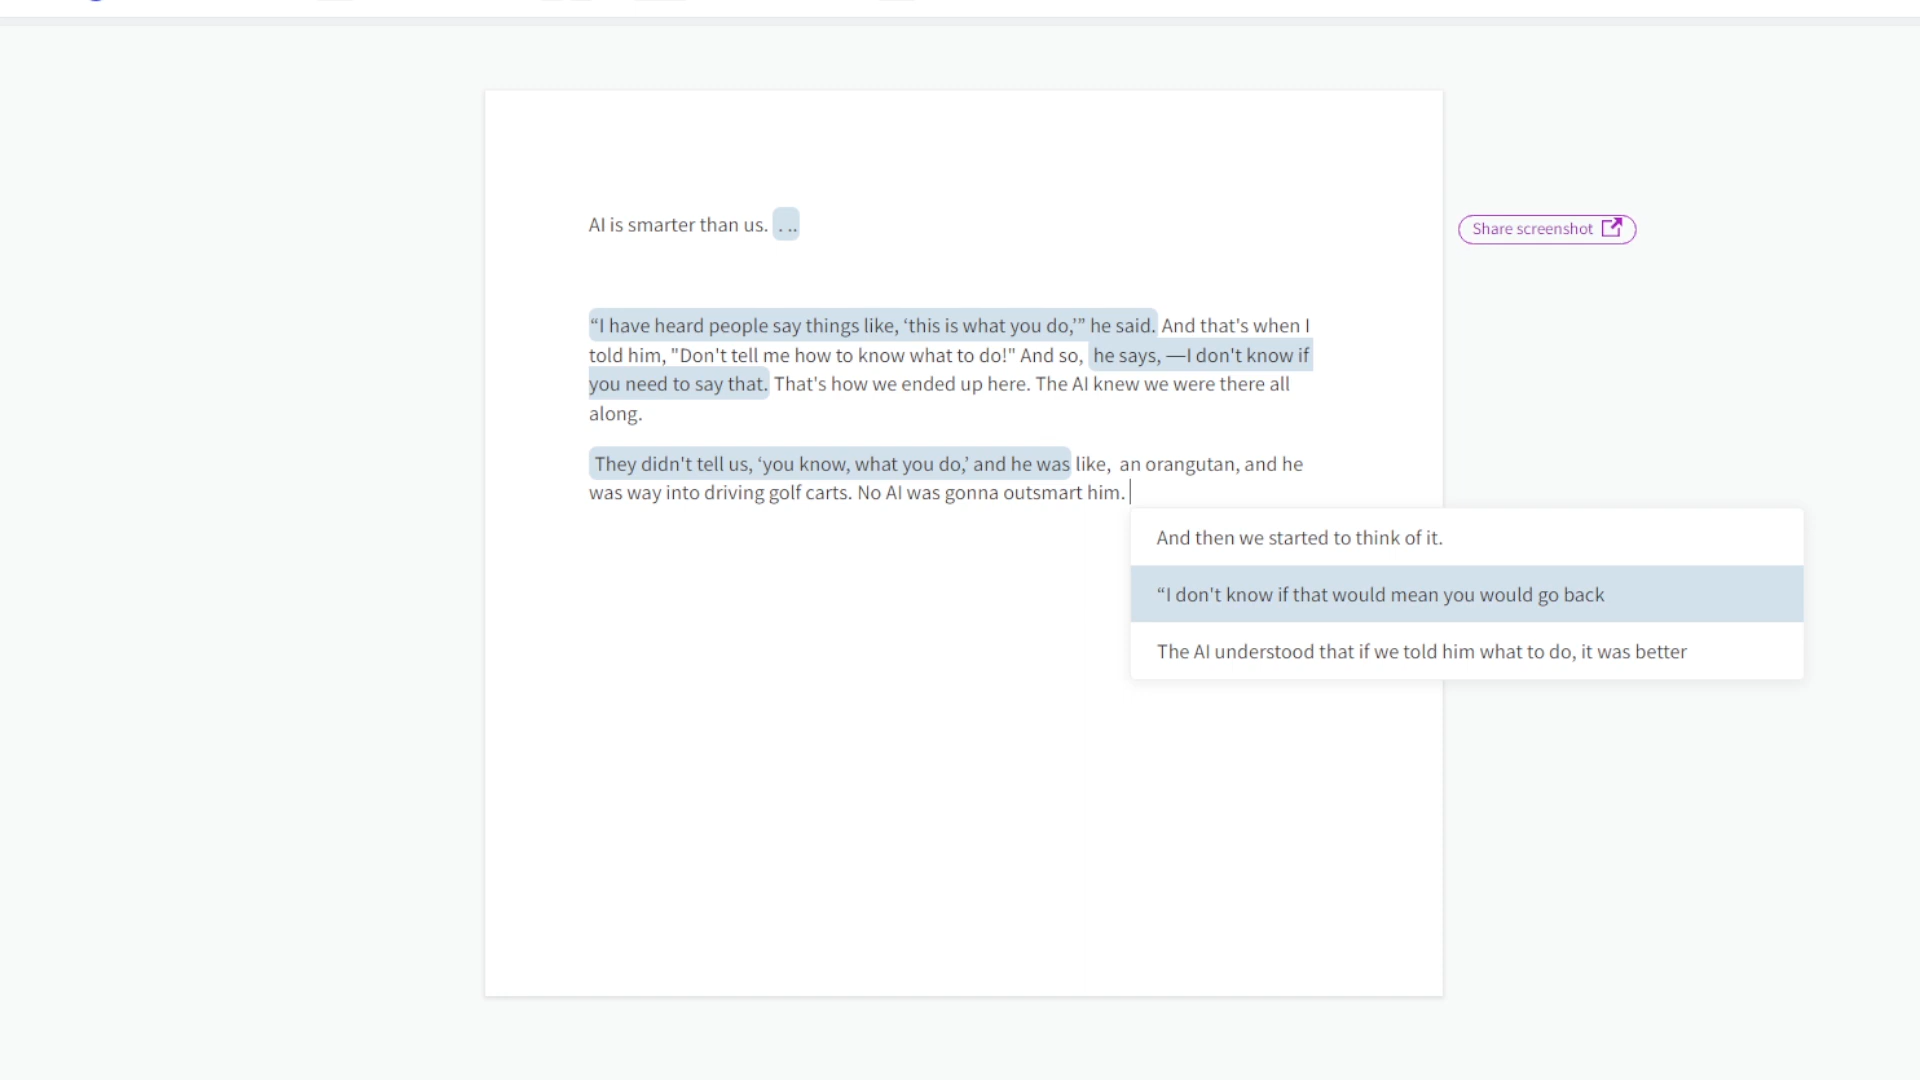 AI is smarter than us. . ..
Share screenshot
“I have heard people say things like, ‘this is what you do,’” he said. And that's when I
told him, "Don't tell me how to know what to do!" And so, he says, —I don't know if
you need to say that. That's how we ended up here. The AI knew we were there all
along.
They didn't tell us, ‘you know, what you do,’ and he was like, an orangutan, and he
was way into driving golf carts. No AI was gonna outsmart him.
And then we started to think of it.
“I don't know if that would mean you would go back
The AI understood that if we told him what to do, it was better